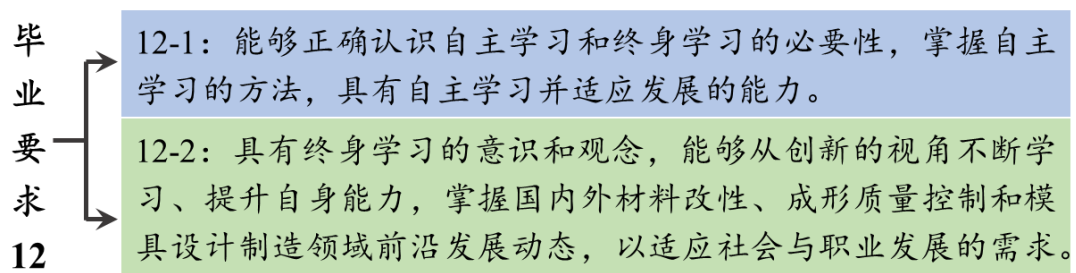 毕业要求12
12-1：能够正确认识自主学习和终身学习的必要性，掌握自主
学习的方法，具有自主学习并适应发展的能力。
12-2：具有终身学习的意识和观念，能够从创新的视角不断学
习、提升自身能力，掌握国内外材料改性、成形质量控制和模
具设计制造领域前沿发展动态，以适应社会与职业发展的需求。